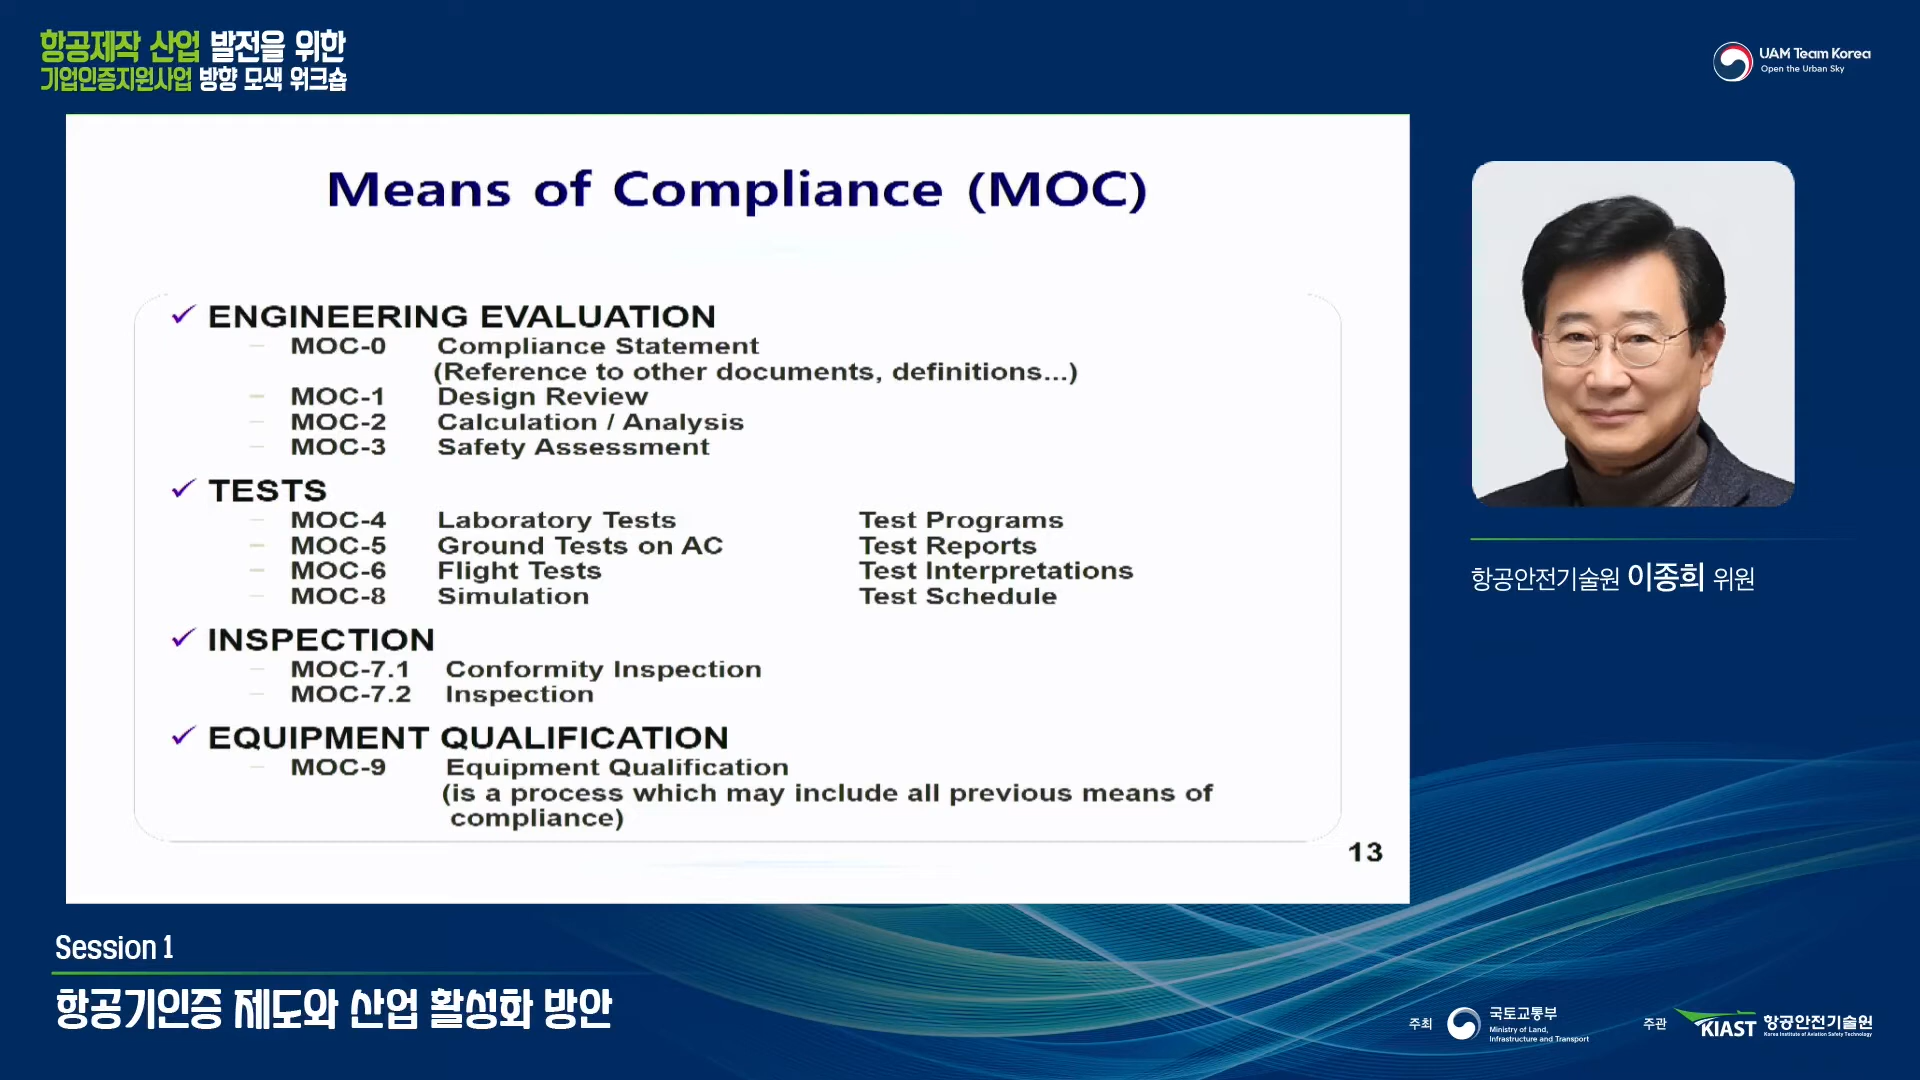 항공제작 산업 발전을 위한
기업인증지원사업 방향 모색 워크숍
UAM Team Korea
Open the Urban Sky
Means of Compliance (MOC)
✓ ENGINEERING EVALUATION
– MOC-0 Compliance Statement
(Reference to other documents, definitions...)
– MOC-1 Design Review
– MOC-2 Calculation / Analysis
– MOC-3 Safety Assessment
✓ TESTS
– MOC-4 Laboratory Tests Test Programs
– MOC-5 Ground Tests on AC Test Reports
– MOC-6 Flight Tests Test Interpretations
– MOC-8 Simulation Test Schedule
✓ INSPECTION
– MOC-7.1 Conformity Inspection
– MOC-7.2 Inspection
✓ EQUIPMENT QUALIFICATION
– MOC-9 Equipment Qualification
(is a process which may include all previous means of
compliance)
13
항공안전기술원 이종희 위원
Session 1
항공기인증 제도와 산업 활성화 방안
주최 국토교통부
Ministry of Land,
Infrastructure and Transport
주관 KIAST 항공안전기술원
Korea Institute of Aviation Safety Technology